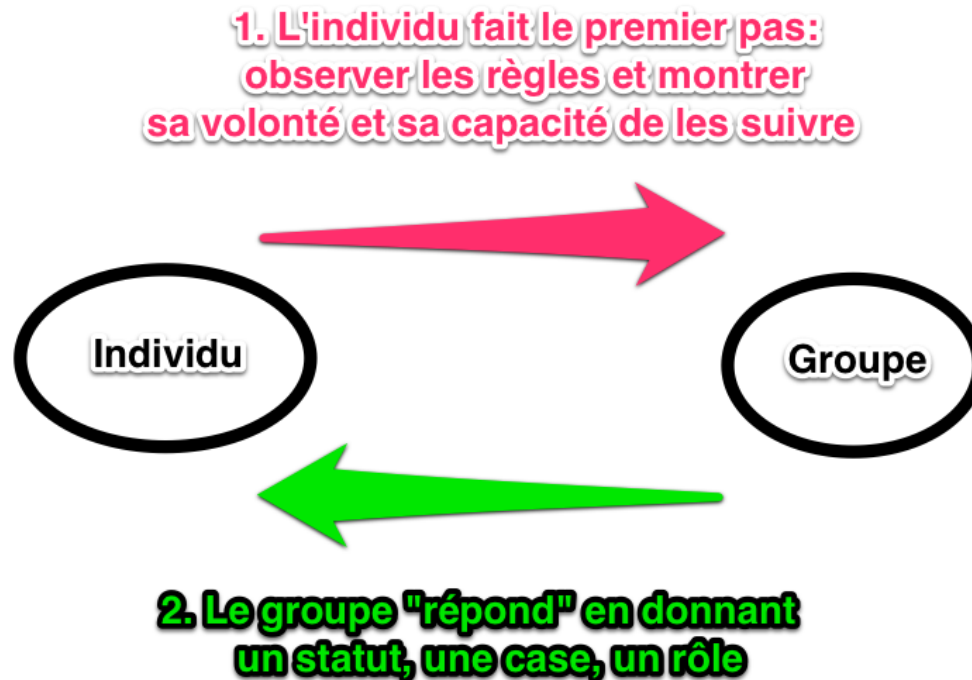 1. L'individu fait le premier pas:
observer les règles et montrer
sa volonté et sa capacité de les suivre
Individu
Groupe
2. Le groupe "répond" en donnant
un statut, une case, un rôle